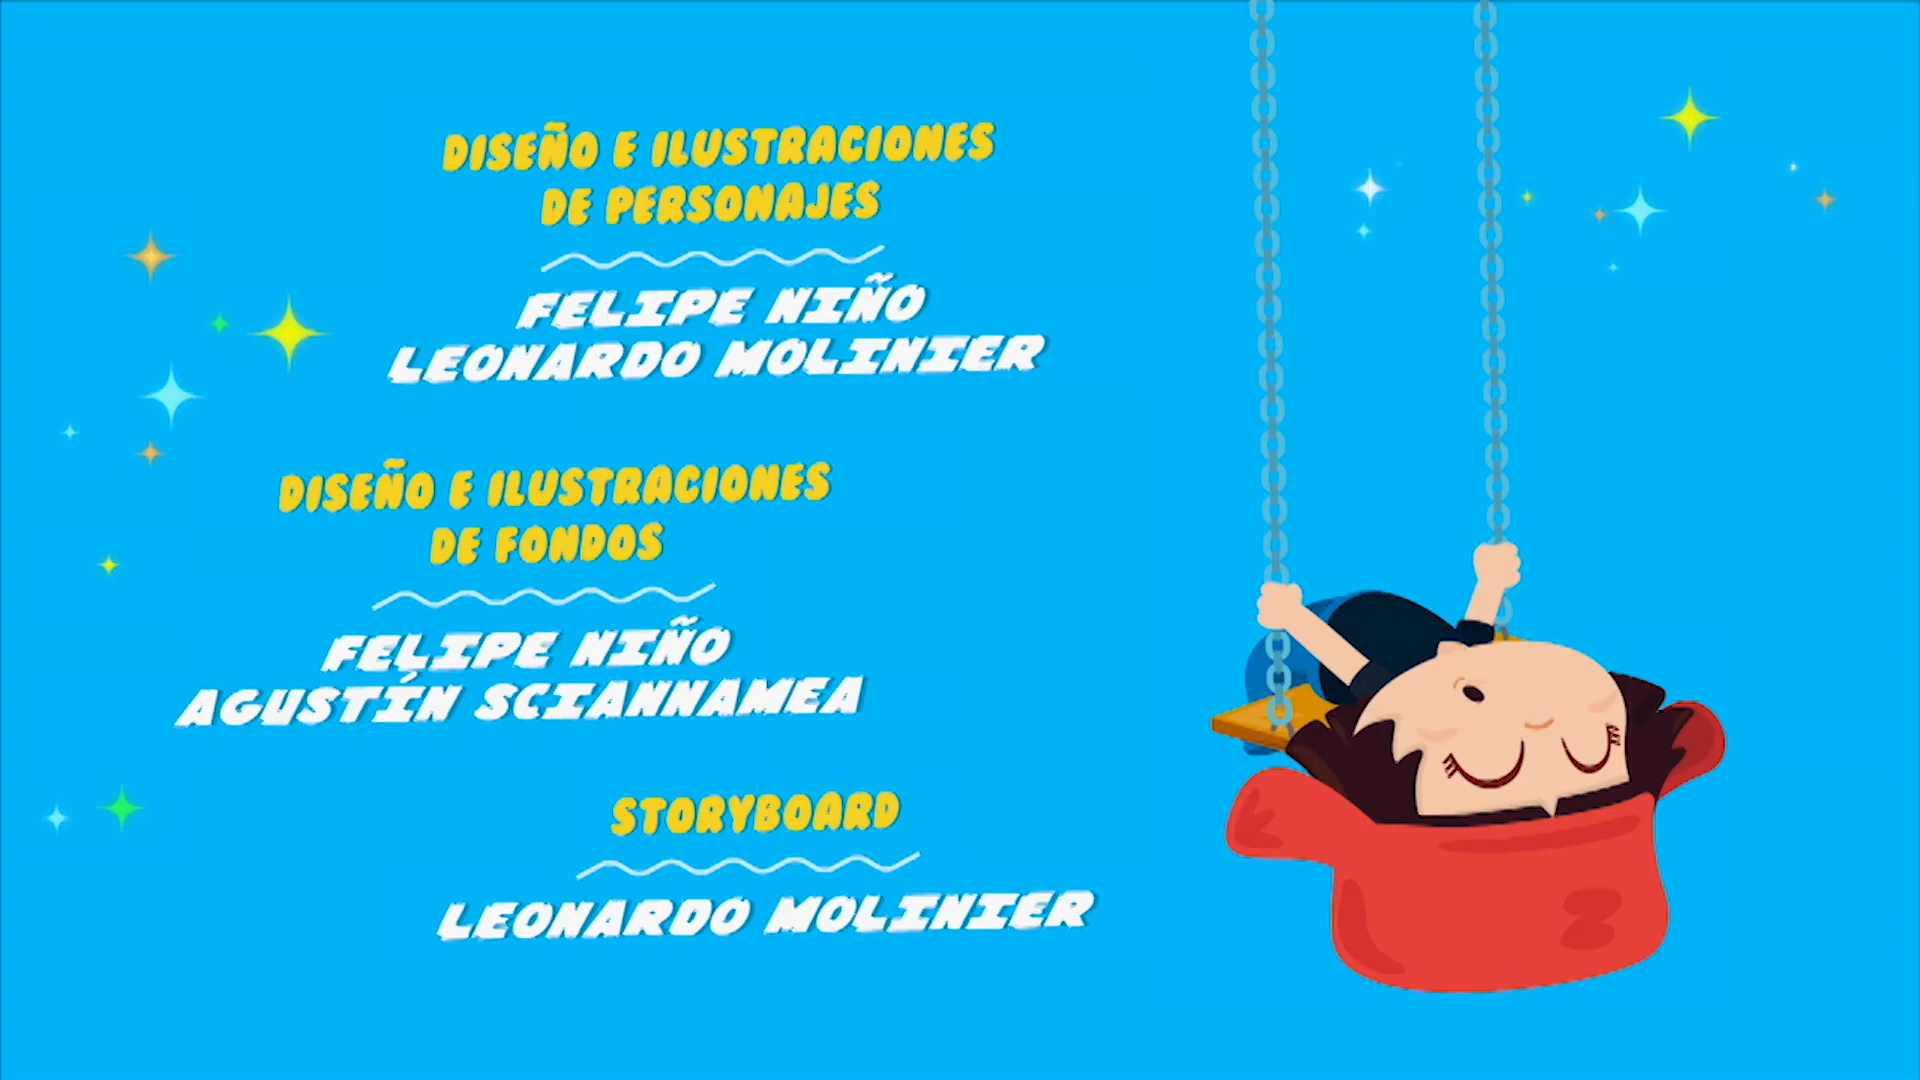 DISEÑO E ILUSTRACIONES
DE PERSONAJES
FELIPE NIÑO
LEONARDO MOLINIER
DISEÑO E ILUSTRACIONES
DE FONDOS
FELIPE NIÑO
AGUSTÍN SCIANNAMEA
STORYBOARD
LEONARDO MOLINIER